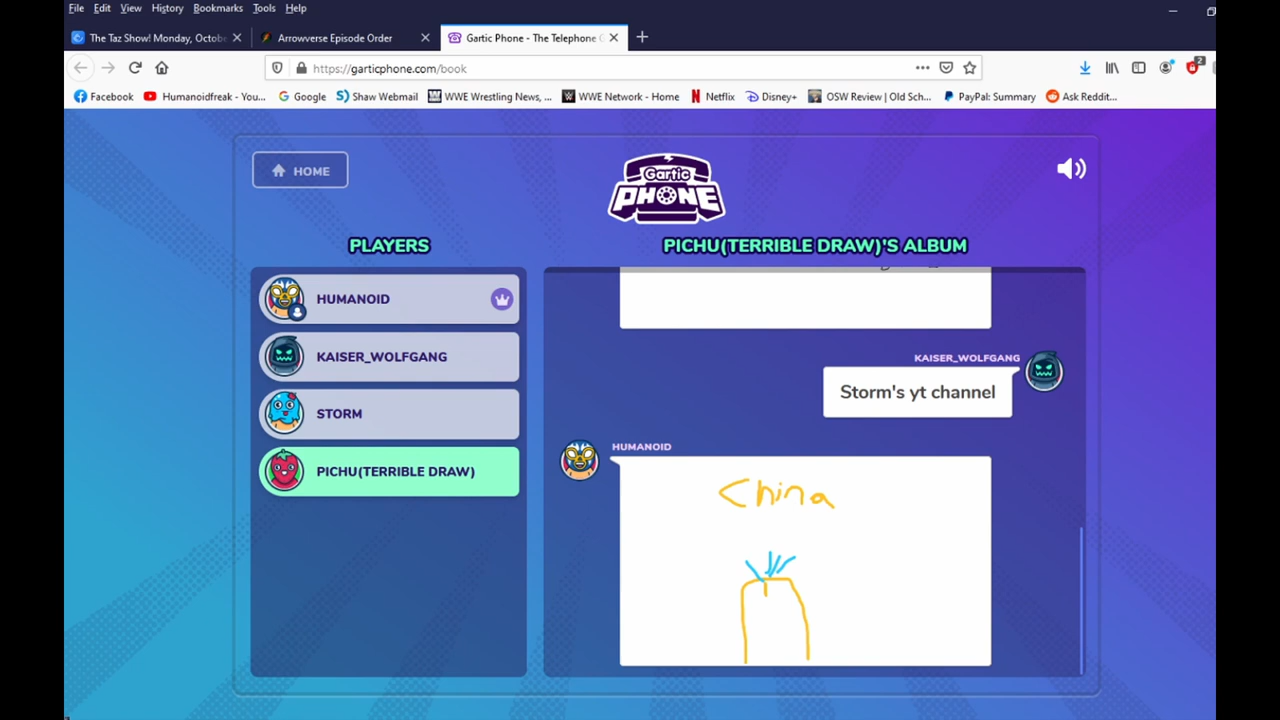 File Edit View History Bookmarks Tools Help
The Taz Show! Monday, Octob
Arrowverse Episode Order
Gartic Phone - The Telephone G
https://garticphone.com/book
2
Facebook
Humanoidfreak - You...
Google
Shaw Webmail
WWE Wrestling News, ...
WWE Network - Home
Netflix
Disney+
OSW Review | Old Sch...
PayPal: Summary
Ask Reddit...
HOME
Gartic
PHONE
PLAYERS
PICHU(TERRIBLE DRAW)'S ALBUM
HUMANOID
KAISER_WOLFGANG
STORM
PICHU(TERRIBLE DRAW)
KAISER_WOLFGANG
Storm's yt channel
HUMANOID
China